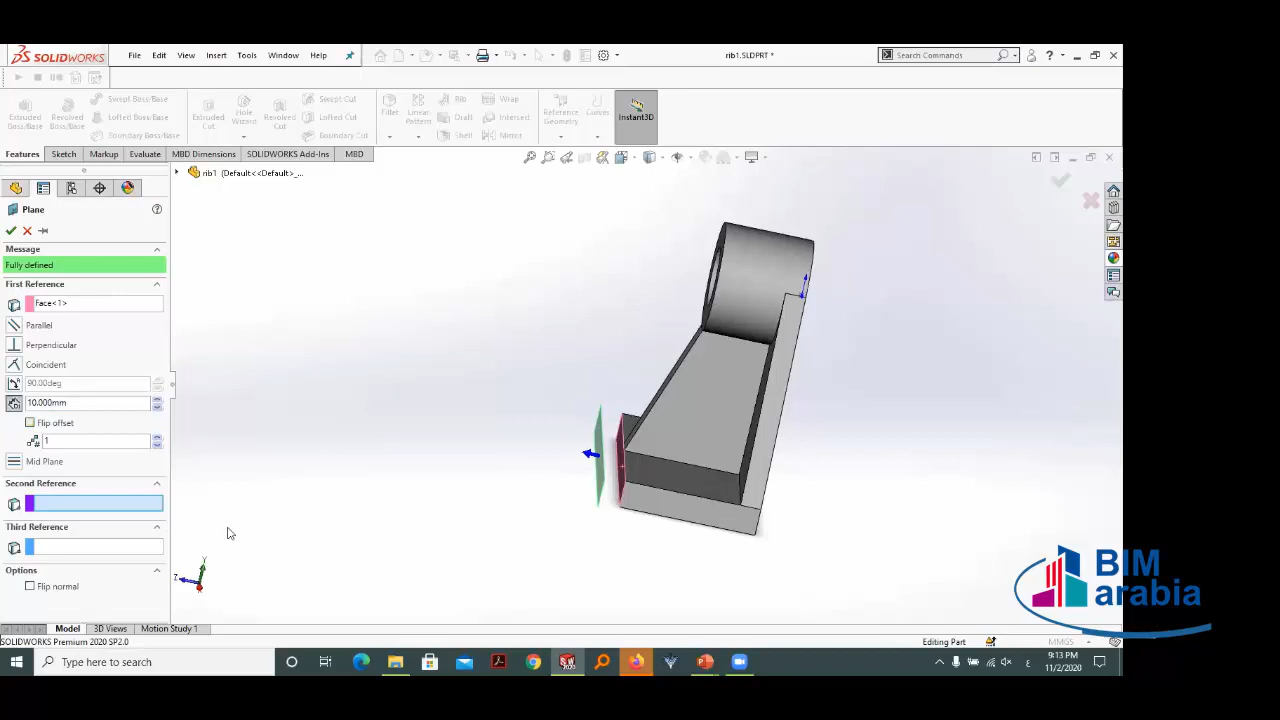 SOLIDWORKS
File Edit View Insert Tools Window Help
rib1.SLDPRT *
Search Commands
Extruded Boss/Base
Revolved Boss/Base
Swept Boss/Base
Lofted Boss/Base
Boundary Boss/Base
Extruded Cut
Hole Wizard
Revolved Cut
Swept Cut
Lofted Cut
Boundary Cut
Fillet
Linear Pattern
Rib
Draft
Shell
Wrap
Intersect
Mirror
Reference Geometry
Curves
Instant3D
Features Sketch Markup Evaluate MBD Dimensions SOLIDWORKS Add-Ins MBD
rib1 (Default<<Default>_...
Plane
Message
Fully defined
First Reference
Face<1>
Parallel
Perpendicular
Coincident
90.00deg
10.000mm
Flip offset
1
Mid Plane
Second Reference
Third Reference
Options
Flip normal
Y
Z
Model 3D Views Motion Study 1
SOLIDWORKS Premium 2020 SP2.0
Editing Part
MMGS
BIM
arabia
Type here to search
SW 2020
ع
9:13 PM
11/2/2020